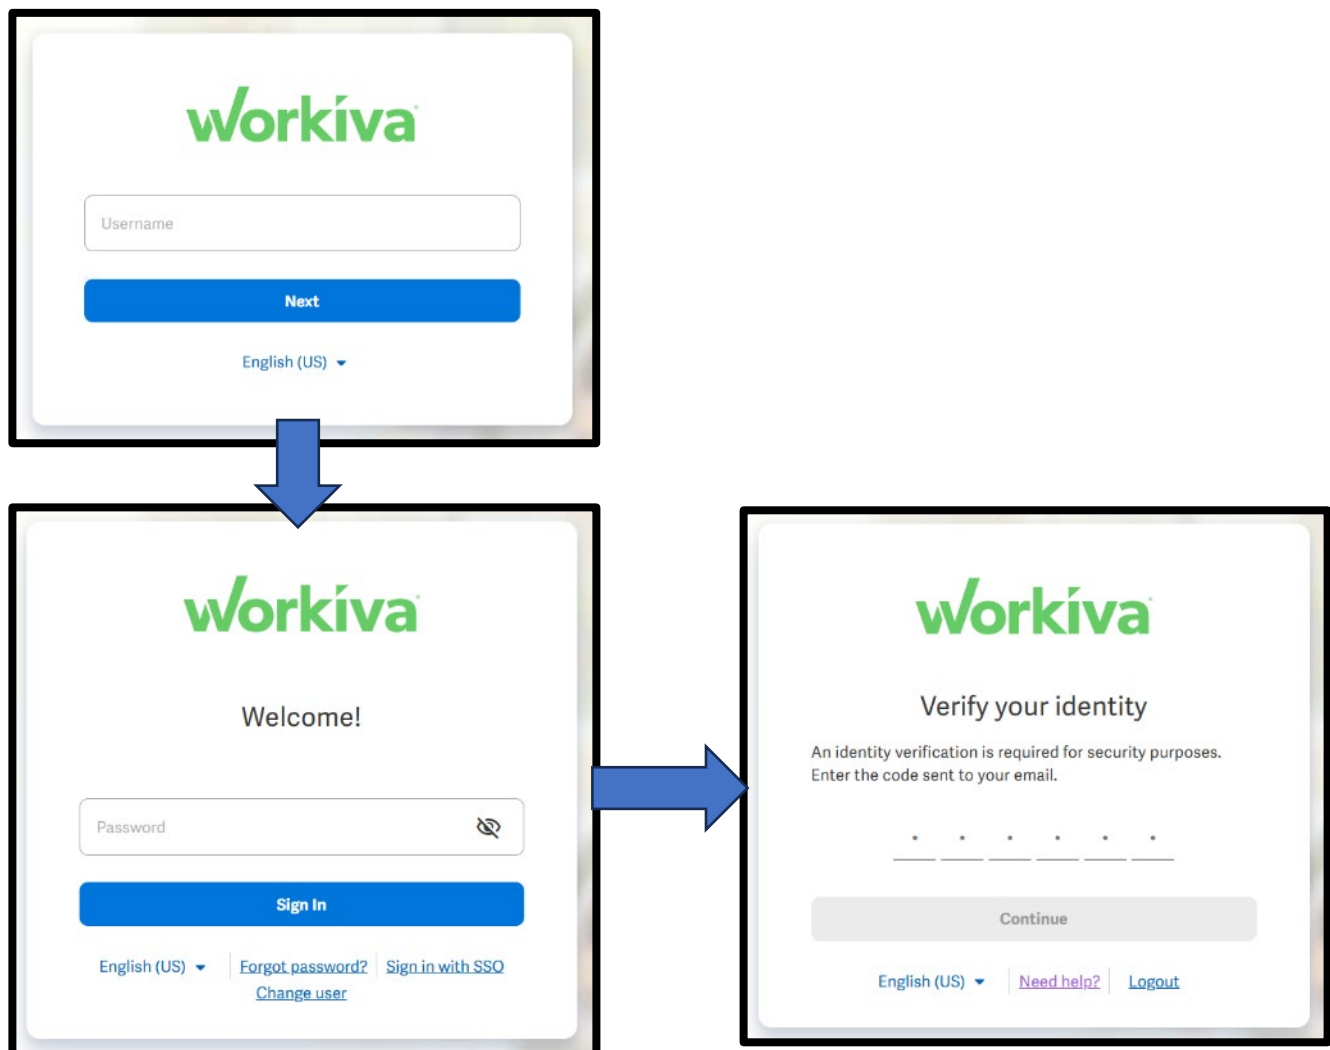 workiva
Username
Next
English (US)
workiva
Welcome!
Password
Sign In
English (US) Forgot password? Sign in with SSO
Change user
workiva
Verify your identity
An identity verification is required for security purposes.
Enter the code sent to your email.
Continue
English (US) Need help? Logout